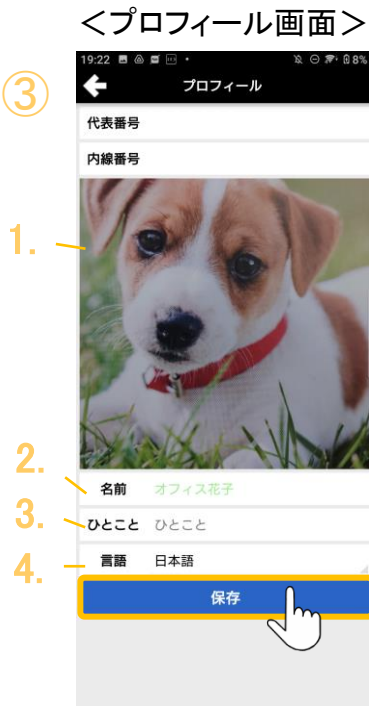 ＜プロフィール画面＞
③
19:22 8%
プロフィール
代表番号
内線番号
1.
2.
名前 オフィス花子
3.
ひとこと ひとこと
4.
言語 日本語
保存